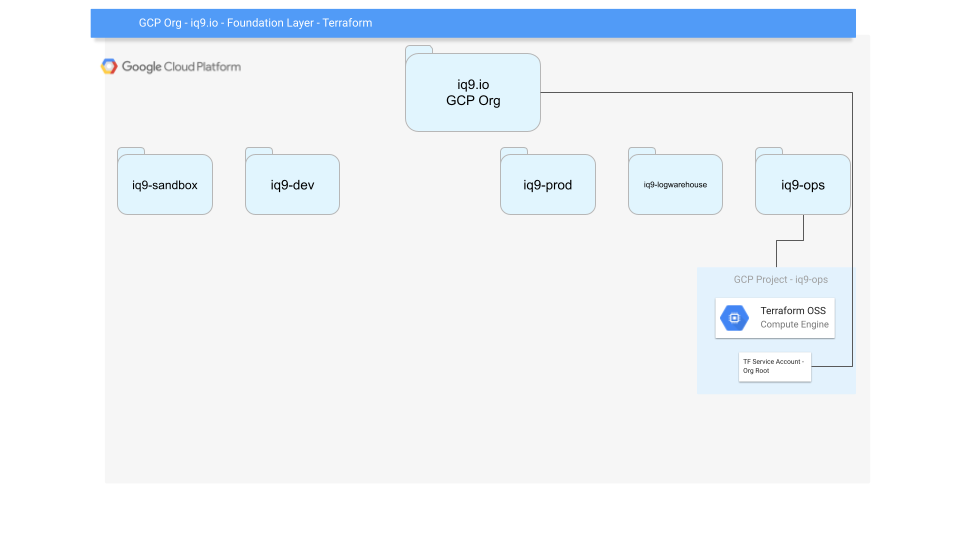 GCP Org - iq9.io - Foundation Layer - Terraform
Google Cloud Platform
iq9.io
GCP Org
iq9-sandbox
iq9-dev
iq9-prod
iq9-logwarehouse
iq9-ops
GCP Project - iq9-ops
Terraform OSS
Compute Engine
TF Service Account -
Org Root